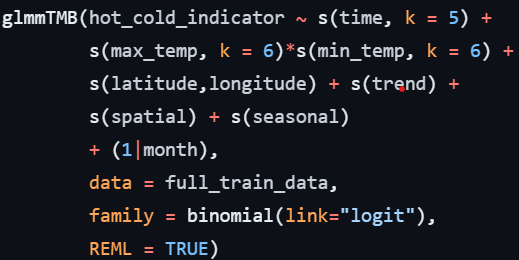 glmmTMB(hot_cold_indicator ~ s(time, k = 5) +
s(max_temp, k = 6)*s(min_temp, k = 6) +
s(latitude,longitude) + s(trend) +
s(spatial) + s(seasonal)
+ (1|month),
data = full_train_data,
family = binomial(link="logit"),
REML = TRUE)